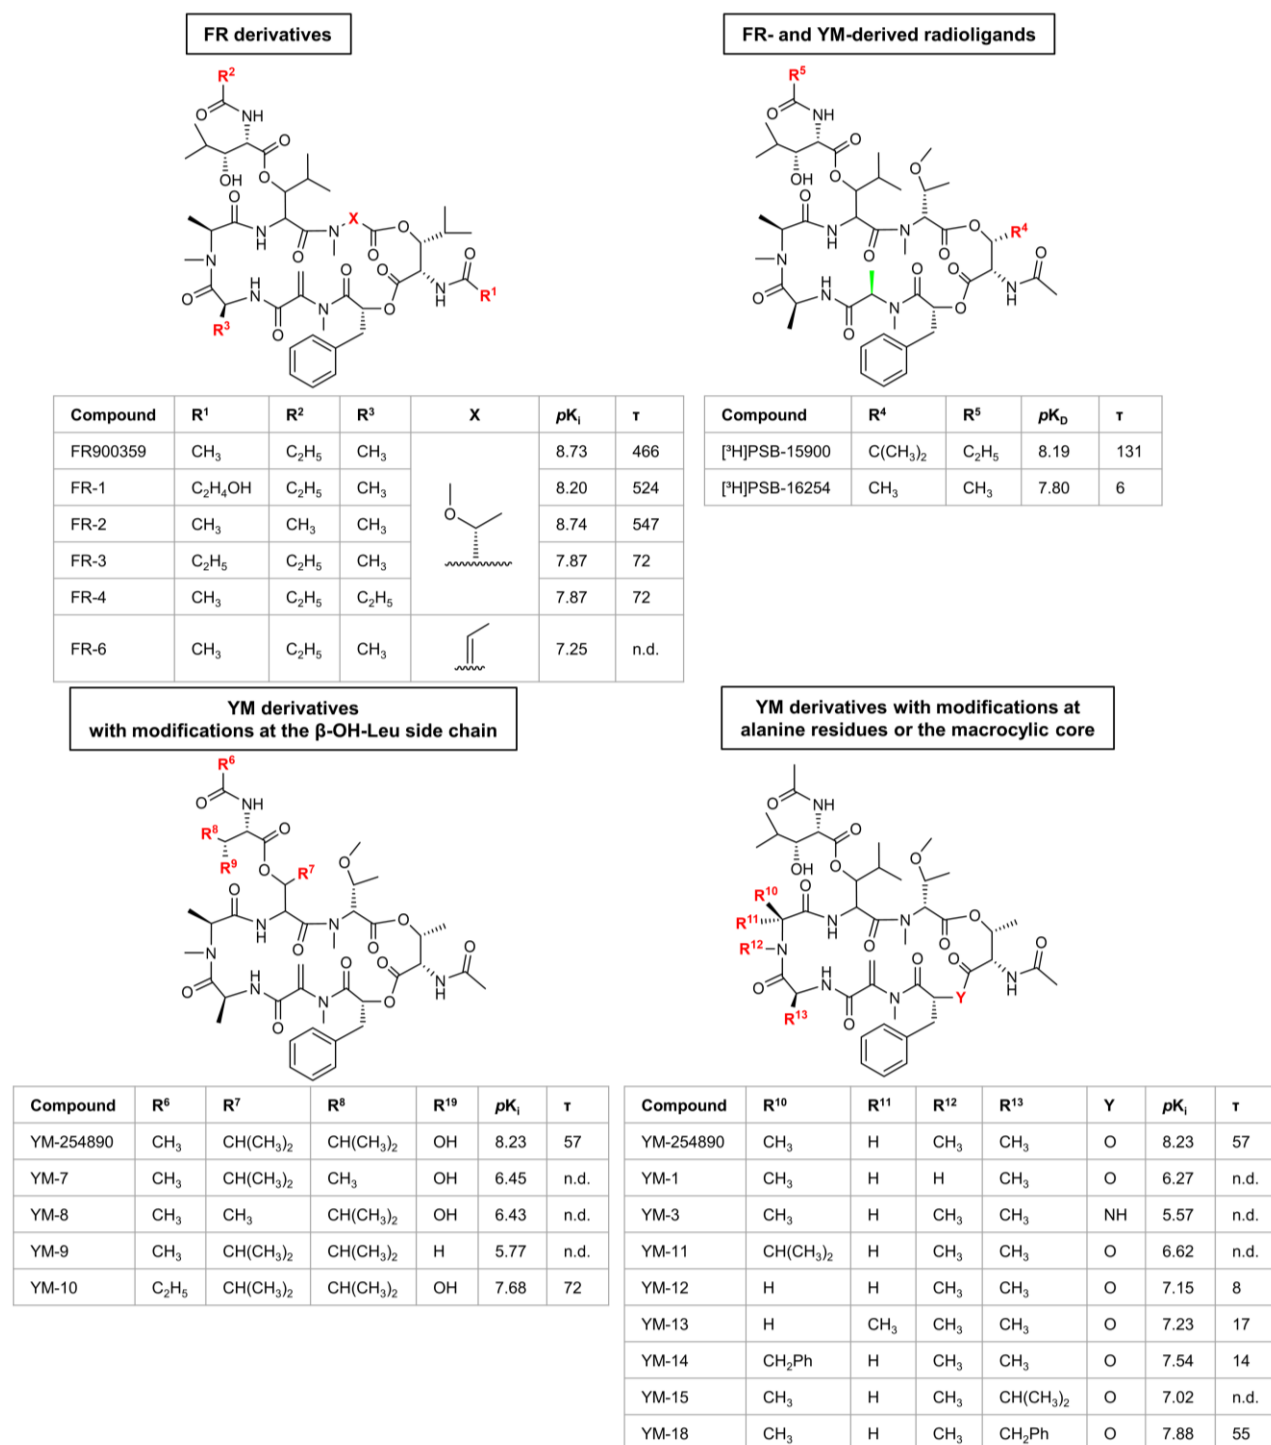 FR derivatives
FR- and YM-derived radioligands
R²
O
NH
O
O
OH
O
O
N
H
O
N
X
O
O
N
O
N
H
O
N
O
O
O
N
H
O
R¹
R³
R⁵
O
NH
O
O
OH
O
O
N
H
O
N
O
O
R⁴
N
O
H
N
O
N
O
O
O
N
H
O
Compound R¹ R² R³ X pKi τ
FR900359 CH₃ C₂H₅ CH₃ 8.73 466
FR-1 C₂H₄OH C₂H₅ CH₃ 8.20 524
FR-2 CH₃ CH₃ CH₃ 8.74 547
FR-3 C₂H₅ C₂H₅ CH₃ 7.87 72
FR-4 CH₃ C₂H₅ C₂H₅ 7.87 72
O
FR-6 CH₃ C₂H₅ CH₃ 7.25 n.d.
Compound R⁴ R⁵ pKD τ
[³H]PSB-15900 C(CH₃)₂ C₂H₅ 8.19 131
[³H]PSB-16254 CH₃ CH₃ 7.80 6
YM derivatives
with modifications at the β-OH-Leu side chain
YM derivatives with modifications at
alanine residues or the macrocylic core
R⁶
O
NH
R⁸
O
R⁹
O
R⁷
O
O
N
H
O
N
O
O
N
O
H
N
O
N
O
O
O
N
H
O
O
NH
O
O
OH
O
R¹⁰
R¹¹
R¹²
O
N
H
O
N
O
O
N
O
H
N
O
N
O
Y
O
N
H
O
R¹³
Compound R⁶ R⁷ R⁸ R¹⁹ pKi τ
YM-254890 CH₃ CH(CH₃)₂ CH(CH₃)₂ OH 8.23 57
YM-7 CH₃ CH(CH₃)₂ CH₃ OH 6.45 n.d.
YM-8 CH₃ CH₃ CH(CH₃)₂ OH 6.43 n.d.
YM-9 CH₃ CH(CH₃)₂ CH(CH₃)₂ H 5.77 n.d.
YM-10 C₂H₅ CH(CH₃)₂ CH(CH₃)₂ OH 7.68 72
Compound R¹⁰ R¹¹ R¹² R¹³ Y pKi τ
YM-254890 CH₃ H CH₃ CH₃ O 8.23 57
YM-1 CH₃ H H CH₃ O 6.27 n.d.
YM-3 CH₃ H CH₃ CH₃ NH 5.57 n.d.
YM-11 CH(CH₃)₂ H CH₃ CH₃ O 6.62 n.d.
YM-12 H H CH₃ CH₃ O 7.15 8
YM-13 H CH₃ CH₃ CH₃ O 7.23 17
YM-14 CH₂Ph H CH₃ CH₃ O 7.54 14
YM-15 CH₃ H CH₃ CH(CH₃)₂ O 7.02 n.d.
YM-18 CH₃ H CH₃ CH₂Ph O 7.88 55